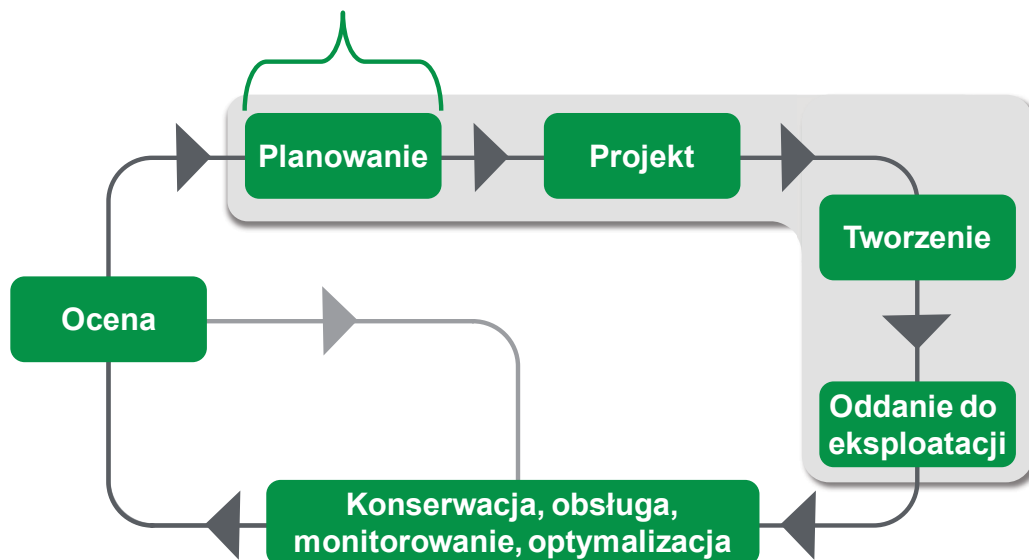 Planowanie
Projekt
Tworzenie
Ocena
Oddanie do
eksploatacji
Konserwacja, obsługa,
monitorowanie, optymalizacja